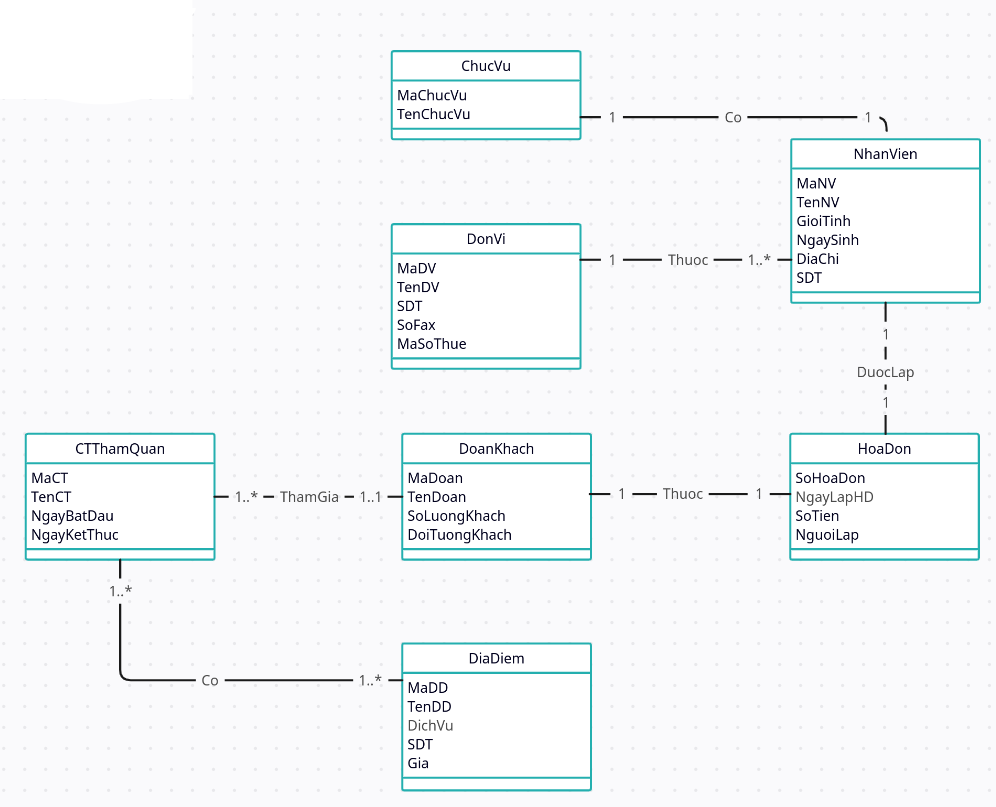 ChucVu
MaChucVu
TenChucVu
1 Co 1
NhanVien
MaNV
TenNV
GioiTinh
NgaySinh
DiaChi
SDT
DonVi
MaDV
TenDV
SDT
SoFax
MaSoThue
1 Thuoc 1..*
1
DuocLap
1
CTThamQuan
MaCT
TenCT
NgayBatDau
NgayKetThuc
1..* ThamGia 1..1
DoanKhach
MaDoan
TenDoan
SoLuongKhach
DoiTuongKhach
1 Thuoc 1
HoaDon
SoHoaDon
NgayLapHD
SoTien
NguoiLap
1..*
Co 1..*
DiaDiem
MaDD
TenDD
DichVu
SDT
Gia